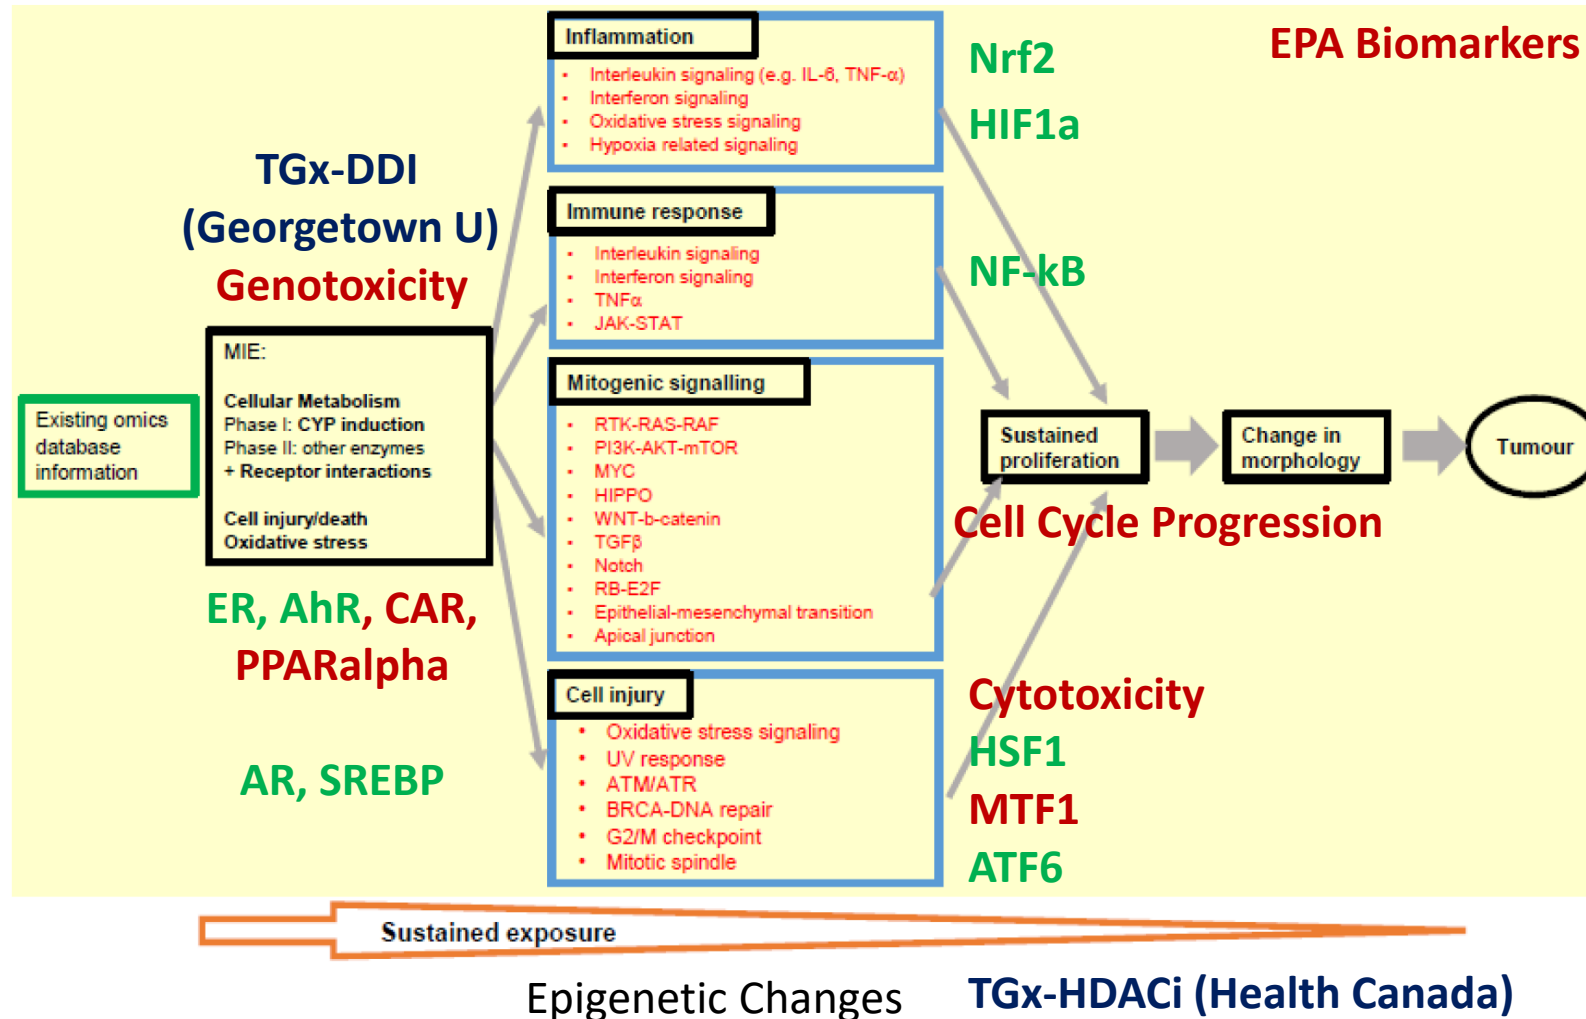 EPA Biomarkers
Inflammation
• Interleukin signaling (e.g. IL-6, TNF-α)
• Interferon signaling
• Oxidative stress signaling
• Hypoxia related signaling
Nrf2
HIF1a
TGx-DDI
(Georgetown U)
Genotoxicity
Immune response
• Interleukin signaling
• Interferon signaling
• TNFα
• JAK-STAT
NF-kB
Existing omics
database
information
MIE:
Cellular Metabolism
Phase I: CYP induction
Phase II: other enzymes
+ Receptor interactions
Cell injury/death
Oxidative stress
ER, AhR, CAR,
PPARalpha
AR, SREBP
Mitogenic signalling
• RTK-RAS-RAF
• PI3K-AKT-mTOR
• MYC
• HIPPO
• WNT-b-catenin
• TGFβ
• Notch
• RB-E2F
• Epithelial-mesenchymal transition
• Apical junction
Sustained
proliferation
Change in
morphology
Tumour
Cell Cycle Progression
Cell injury
• Oxidative stress signaling
• UV response
• ATM/ATR
• BRCA-DNA repair
• G2/M checkpoint
• Mitotic spindle
Cytotoxicity
HSF1
MTF1
ATF6
Sustained exposure
Epigenetic Changes
TGx-HDACi (Health Canada)